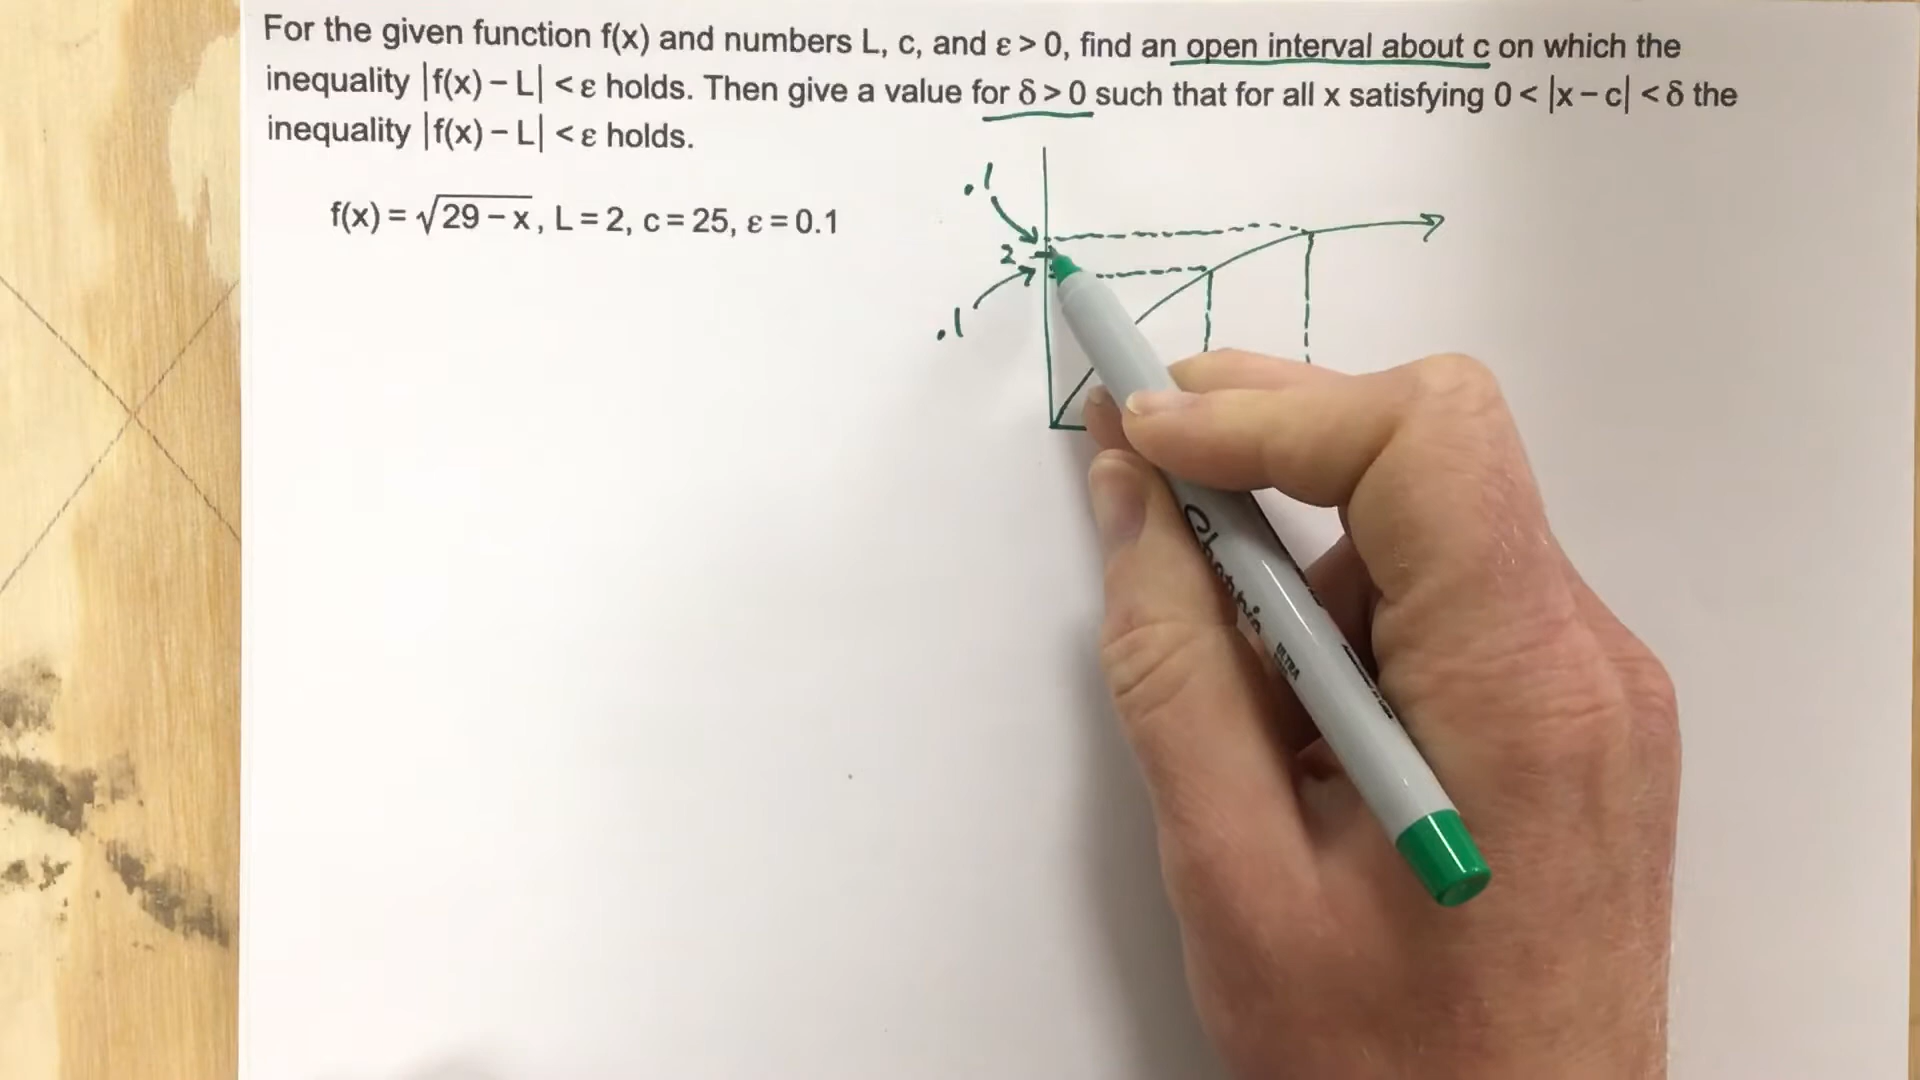 For the given function f(x) and numbers L, c, and ε > 0, find an open interval about c on which the
inequality |f(x) − L| < ε holds. Then give a value for δ > 0 such that for all x satisfying 0 < |x − c| < δ the
inequality |f(x) − L| < ε holds.
.1
f(x) = √29 − x, L = 2, c = 25, ε = 0.1
2
.1
Sharpie
ULTRA